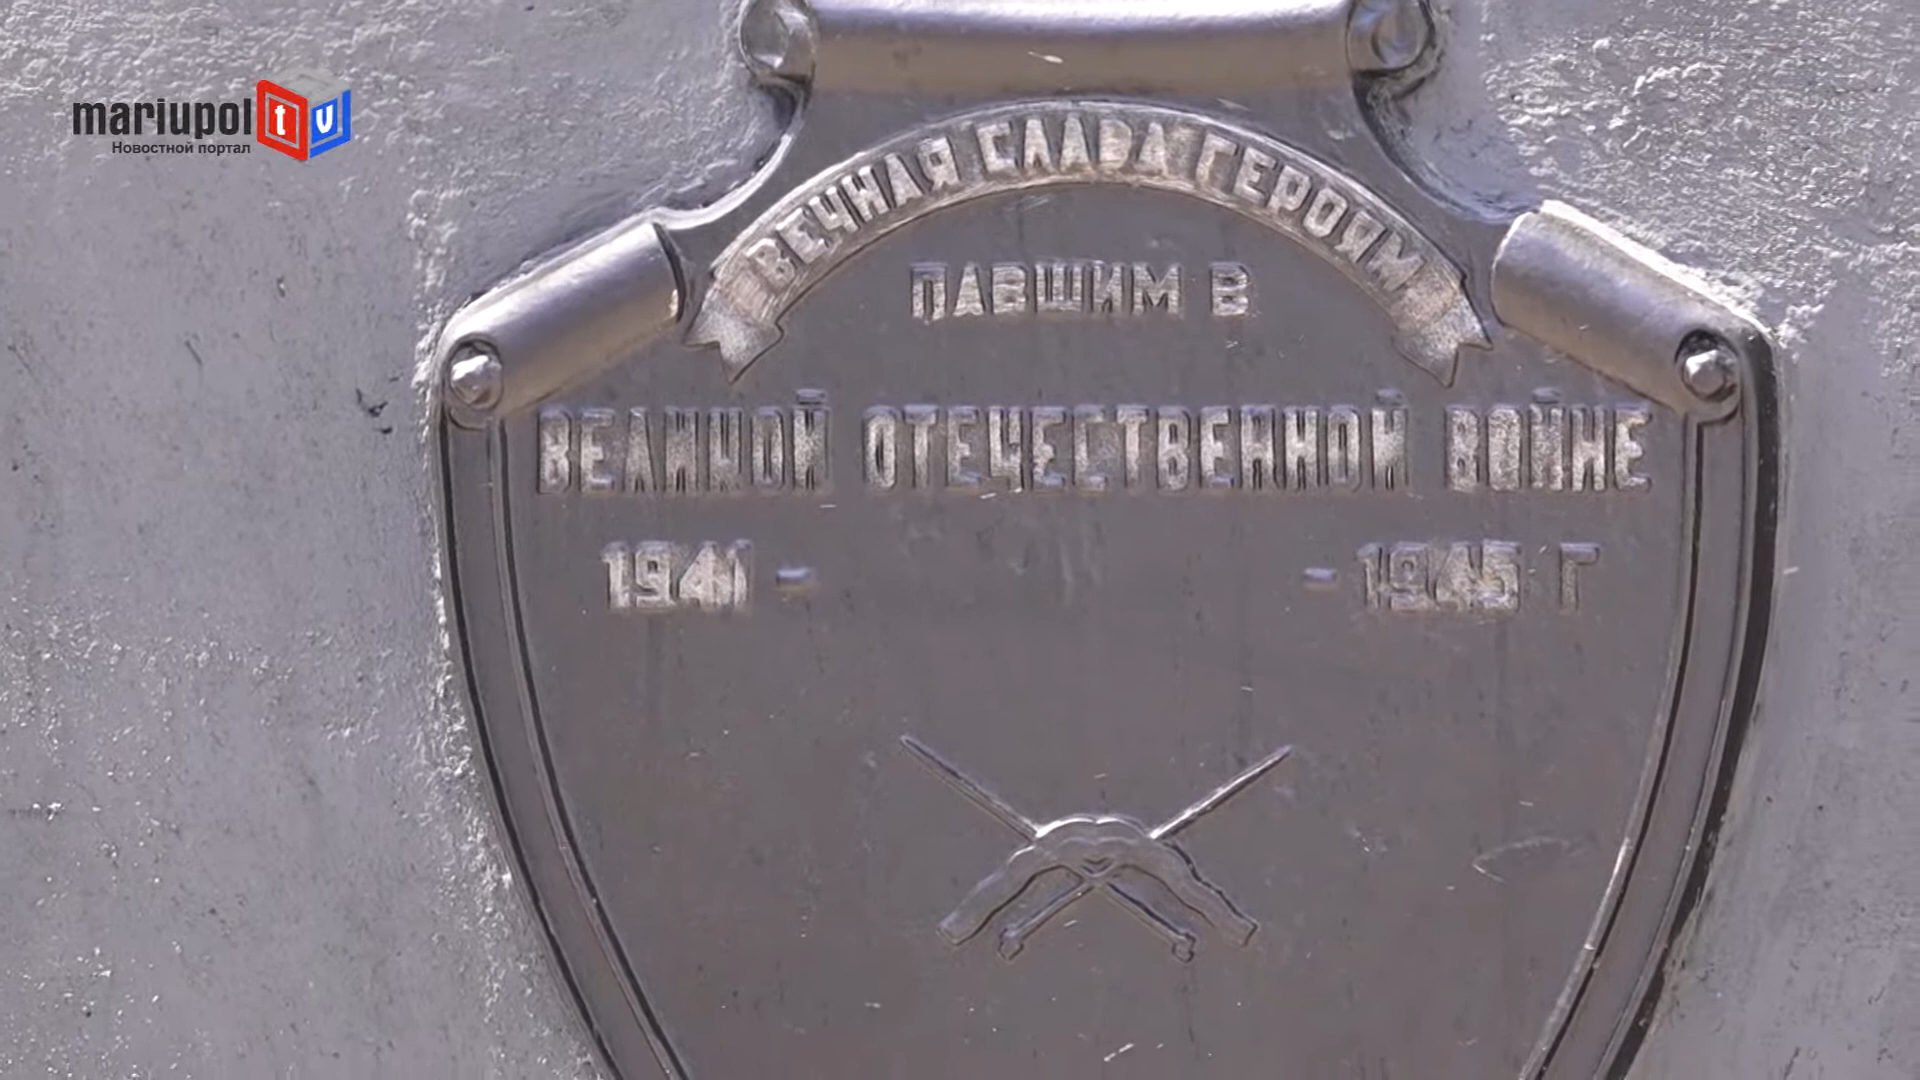 mariupol tv
Новостной портал
ВЕЧНАЯ СЛАВА ГЕРОЯМ
ПАВШИМ В
ВЕЛИКОЙ ОТЕЧЕСТВЕННОЙ ВОЙНЕ
1941 - - 1945 Г